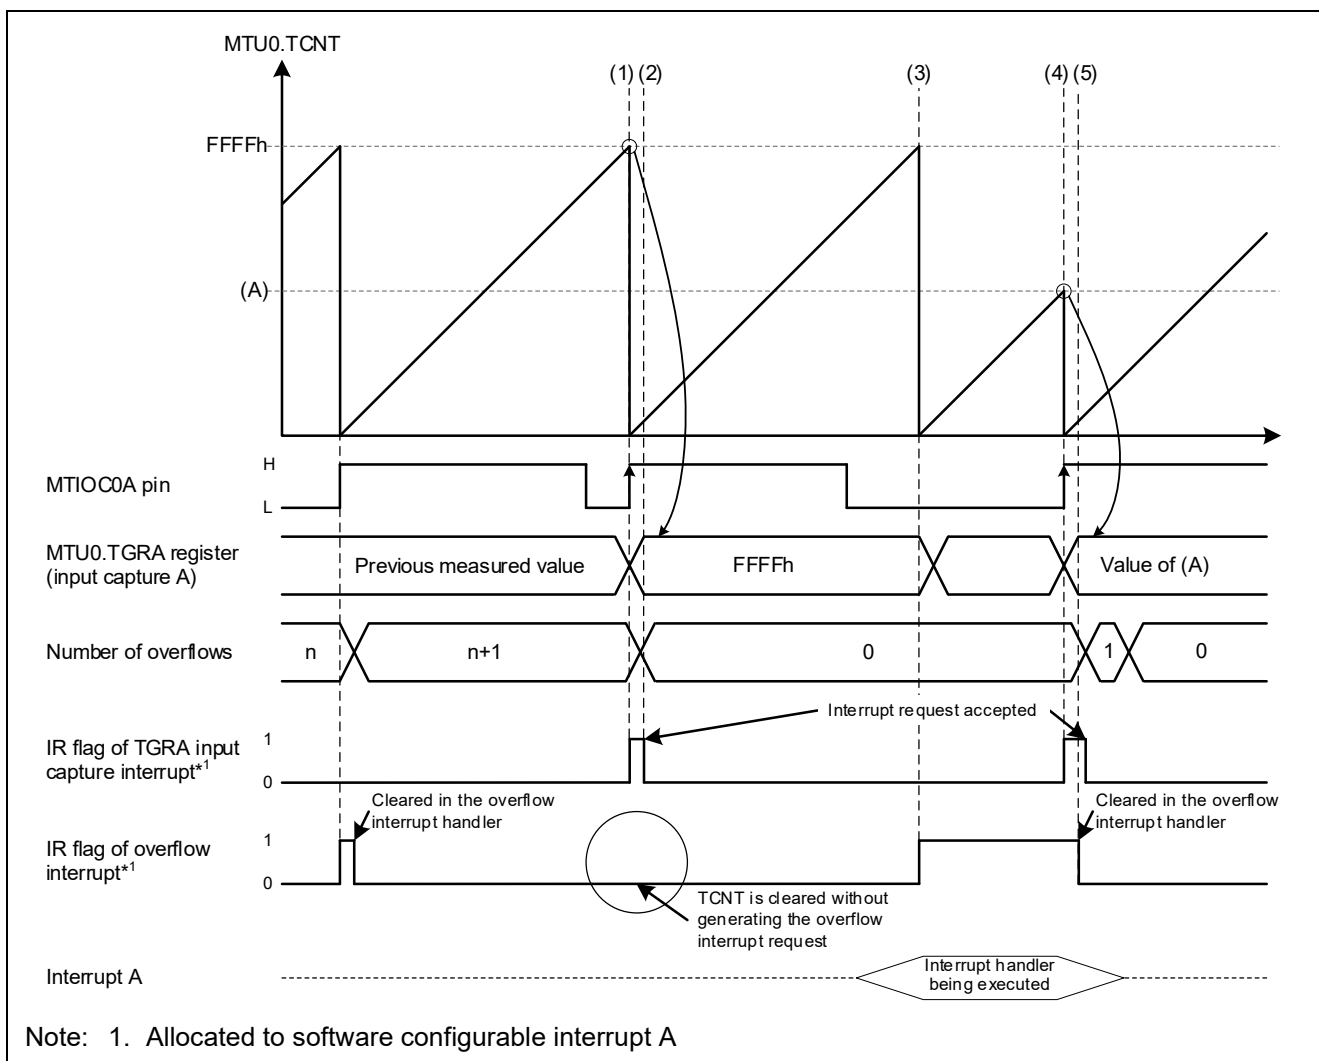 MTU0.TCNT
(1) (2) (3) (4) (5)
FFFFh
(A)
H
MTIOC0A pin
L
MTU0.TGRA register
(input capture A)
Previous measured value
FFFFh
Value of (A)
Number of overflows
n
n+1
0
1
0
Interrupt request accepted
IR flag of TGRA input
capture interrupt*1
1
0
Cleared in the overflow
interrupt handler
Cleared in the overflow
interrupt handler
IR flag of overflow
interrupt*1
1
0
TCNT is cleared without
generating the overflow
interrupt request
Interrupt A
Interrupt handler
being executed
Note: 1. Allocated to software configurable interrupt A